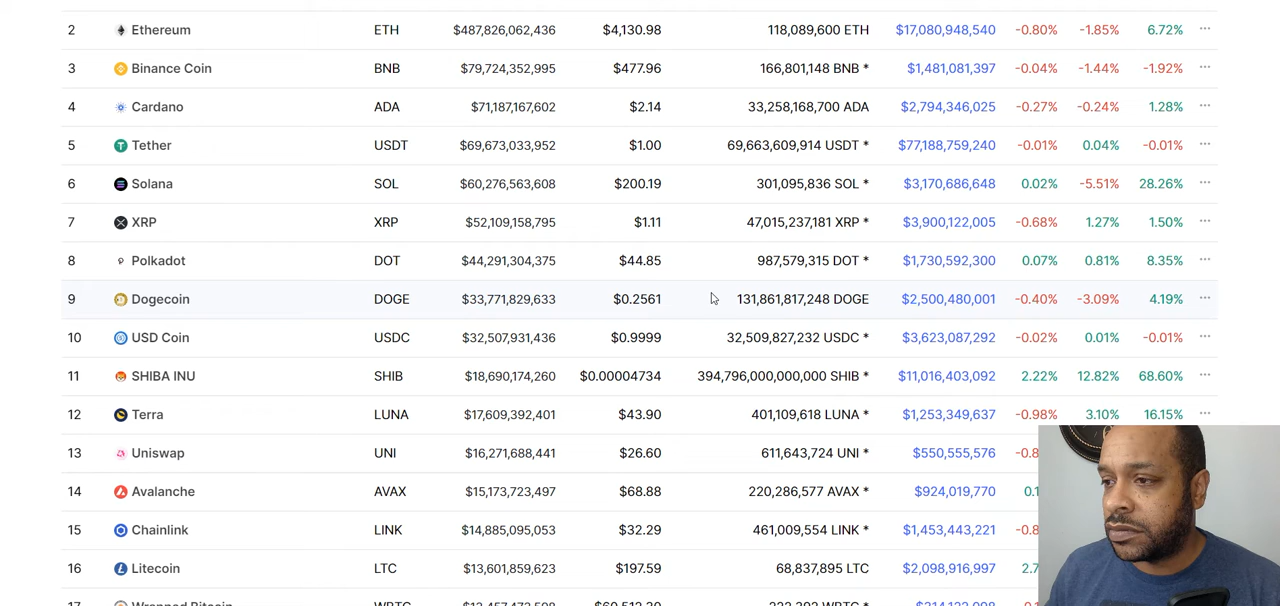 2 Ethereum ETH $487,826,062,436 $4,130.98 118,089,600 ETH $17,080,948,540 -0.80% -1.85% 6.72% ...
3 Binance Coin BNB $79,724,352,995 $477.96 166,801,148 BNB * $1,481,081,397 -0.04% -1.44% -1.92% ...
4 Cardano ADA $71,187,167,602 $2.14 33,258,168,700 ADA $2,794,346,025 -0.27% -0.24% 1.28% ...
5 Tether USDT $69,673,033,952 $1.00 69,663,609,914 USDT * $77,188,759,240 -0.01% 0.04% -0.01% ...
6 Solana SOL $60,276,563,608 $200.19 301,095,836 SOL * $3,170,686,648 0.02% -5.51% 28.26% ...
7 XRP XRP $52,109,158,795 $1.11 47,015,237,181 XRP * $3,900,122,005 -0.68% 1.27% 1.50% ...
8 Polkadot DOT $44,291,304,375 $44.85 987,579,315 DOT * $1,730,592,300 0.07% 0.81% 8.35% ...
9 Dogecoin DOGE $33,771,829,633 $0.2561 131,861,817,248 DOGE $2,500,480,001 -0.40% -3.09% 4.19% ...
10 USD Coin USDC $32,507,931,436 $0.9999 32,509,827,232 USDC * $3,623,087,292 -0.02% 0.01% -0.01% ...
11 SHIBA INU SHIB $18,690,174,260 $0.00004734 394,796,000,000,000 SHIB * $11,016,403,092 2.22% 12.82% 68.60% ...
12 Terra LUNA $17,609,392,401 $43.90 401,109,618 LUNA * $1,253,349,637 -0.98% 3.10% 16.15% ...
13 Uniswap UNI $16,271,688,441 $26.60 611,643,724 UNI * $550,555,576 -0.8
14 Avalanche AVAX $15,173,723,497 $68.88 220,286,577 AVAX * $924,019,770 0.1
15 Chainlink LINK $14,885,095,053 $32.29 461,009,554 LINK * $1,453,443,221 -0.8
16 Litecoin LTC $13,601,859,623 $197.59 68,837,895 LTC $2,098,916,997 2.7
17 Wrapped Bitcoin WBTC